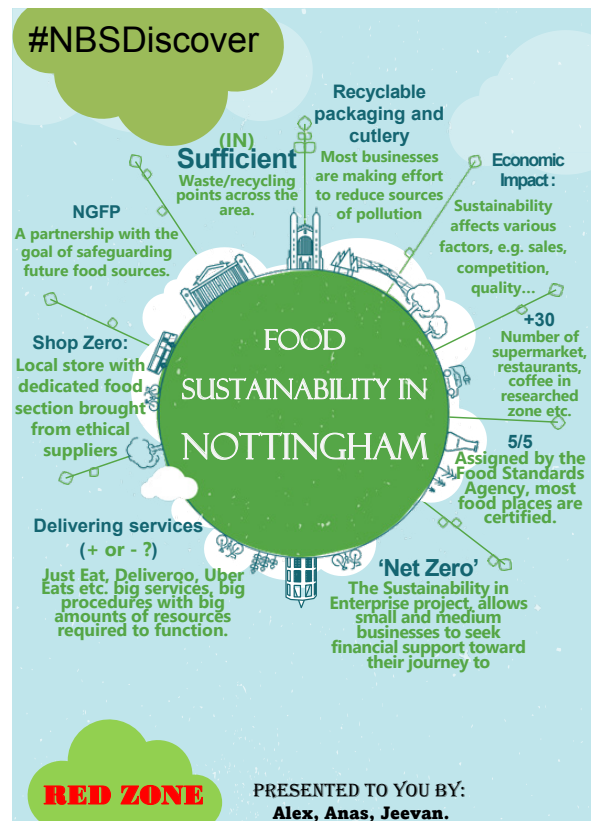 #NBSDiscover
(IN)
Sufficient
Waste/recycling
points across the
area.
Recyclable
packaging and
cutlery
Most businesses
are making effort
to reduce sources
of pollution
Economic
Impact :
Sustainability
affects various
factors, e.g. sales,
competition,
quality...
NGFP
A partnership with the
goal of safeguarding
future food sources.
+30
Number of
supermarket,
restaurants,
coffee in
researched
zone etc.
Shop Zero:
Local store with
dedicated food
section brought
from ethical
suppliers
FOOD
SUSTAINABILITY IN
NOTTINGHAM
5/5
Assigned by the
Food Standards
Agency, most
food places are
certified.
Delivering services
(+ or - ?)
Just Eat, Deliveroo, Uber
Eats etc. big services, big
procedures with big
amounts of resources
required to function.
‘Net Zero’
The Sustainability in
Enterprise project, allows
small and medium
businesses to seek
financial support toward
their journey to
RED ZONE
PRESENTED TO YOU BY:
Alex, Anas, Jeevan.